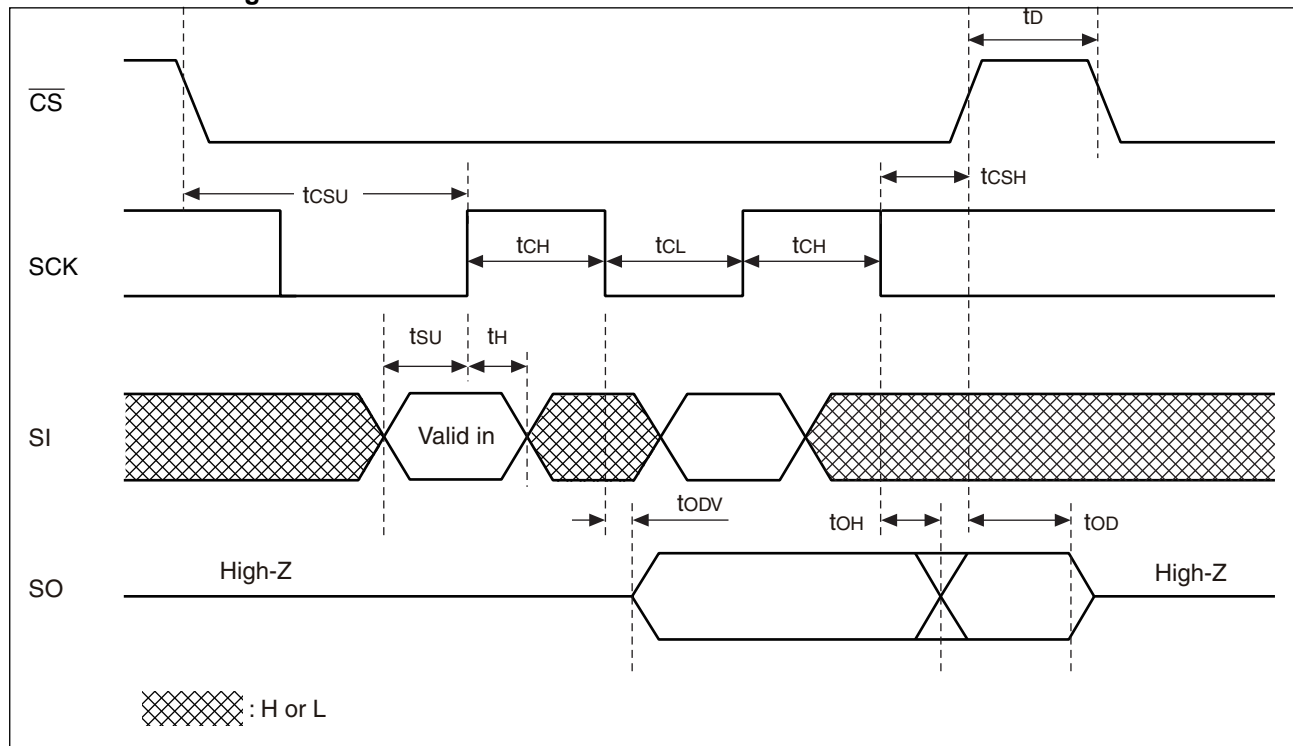 tD
CS
tCSU
tCSH
SCK
tCH
tCL
tCH
tSU
tH
SI
Valid in
tODV
tOH
tOD
SO
High-Z
High-Z
: H or L